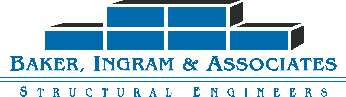 BAKER, INGRAM & ASSOCIATES
STRUCTURAL ENGINEERS